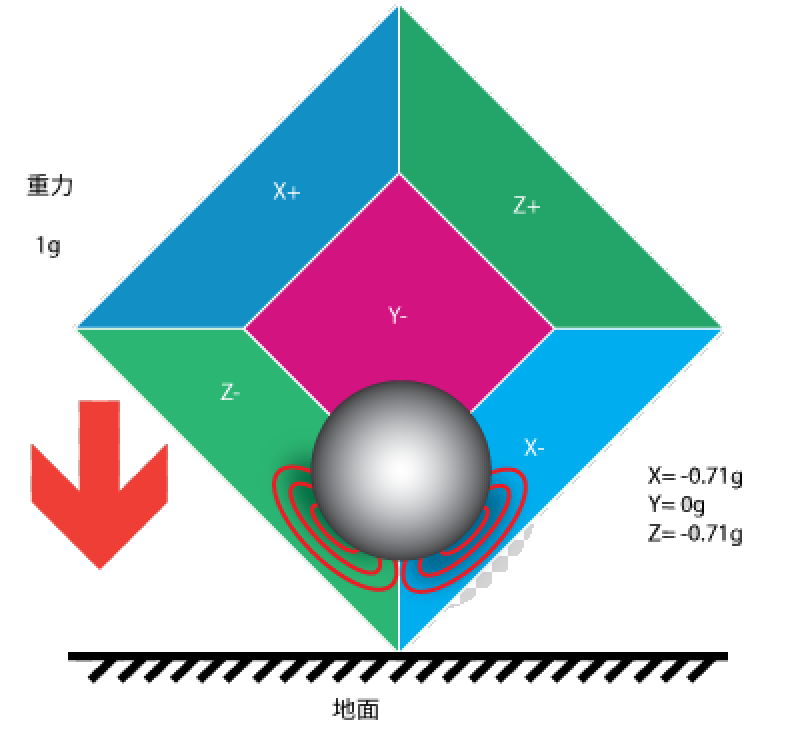 X+
Z+
重力
1g
Y-
Z-
X-
X= -0.71g
Y= 0g
Z= -0.71g
地面